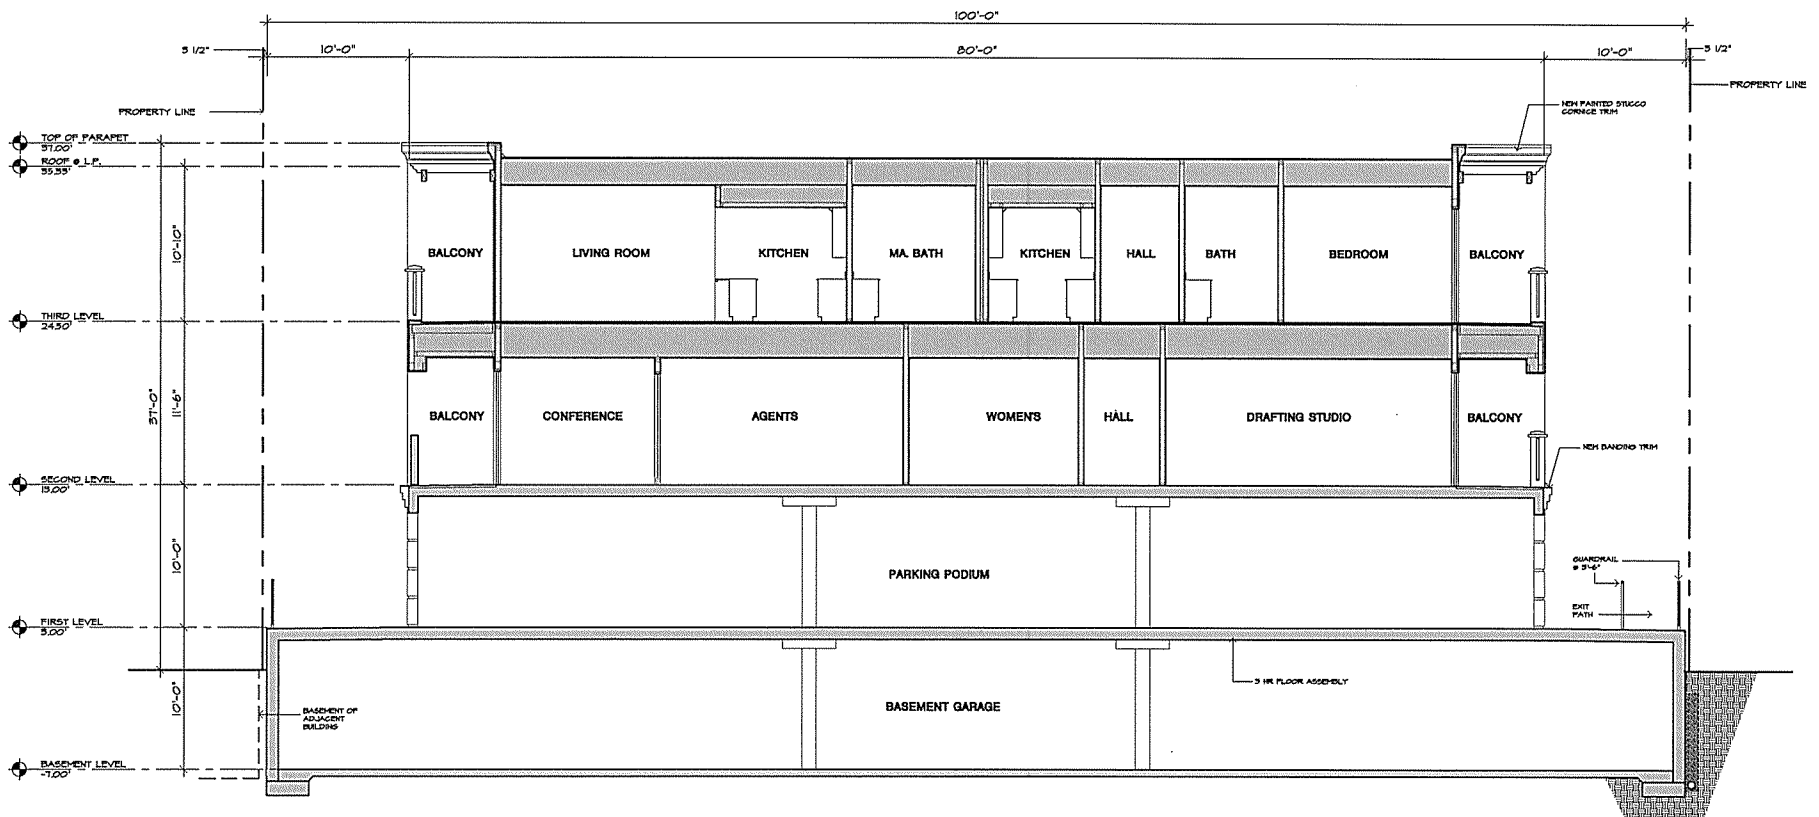 100'-0"
5 1/2"
10'-0"
80'-0"
10'-0"
5 1/2"
PROPERTY LINE
PROPERTY LINE
NEW PAINTED STUCCO
CORNICE TRIM
TOP OF PARAPET
37.00'
ROOF @ L.P.
35.33'
10'-10"
BALCONY
LIVING ROOM
KITCHEN
MA. BATH
KITCHEN
HALL
BATH
BEDROOM
BALCONY
THIRD LEVEL
24.50'
37'-0"
11'-6"
BALCONY
CONFERENCE
AGENTS
WOMEN'S
HALL
DRAFTING STUDIO
BALCONY
NEW BANDING TRIM
SECOND LEVEL
13.00'
10'-0"
PARKING PODIUM
GUARDRAIL
@ 3'-6"
EXIT
PATH
FIRST LEVEL
3.00'
3 HR FLOOR ASSEMBLY
10'-0"
BASEMENT OF
ADJACENT
BUILDING
BASEMENT GARAGE
BASEMENT LEVEL
-7.00'